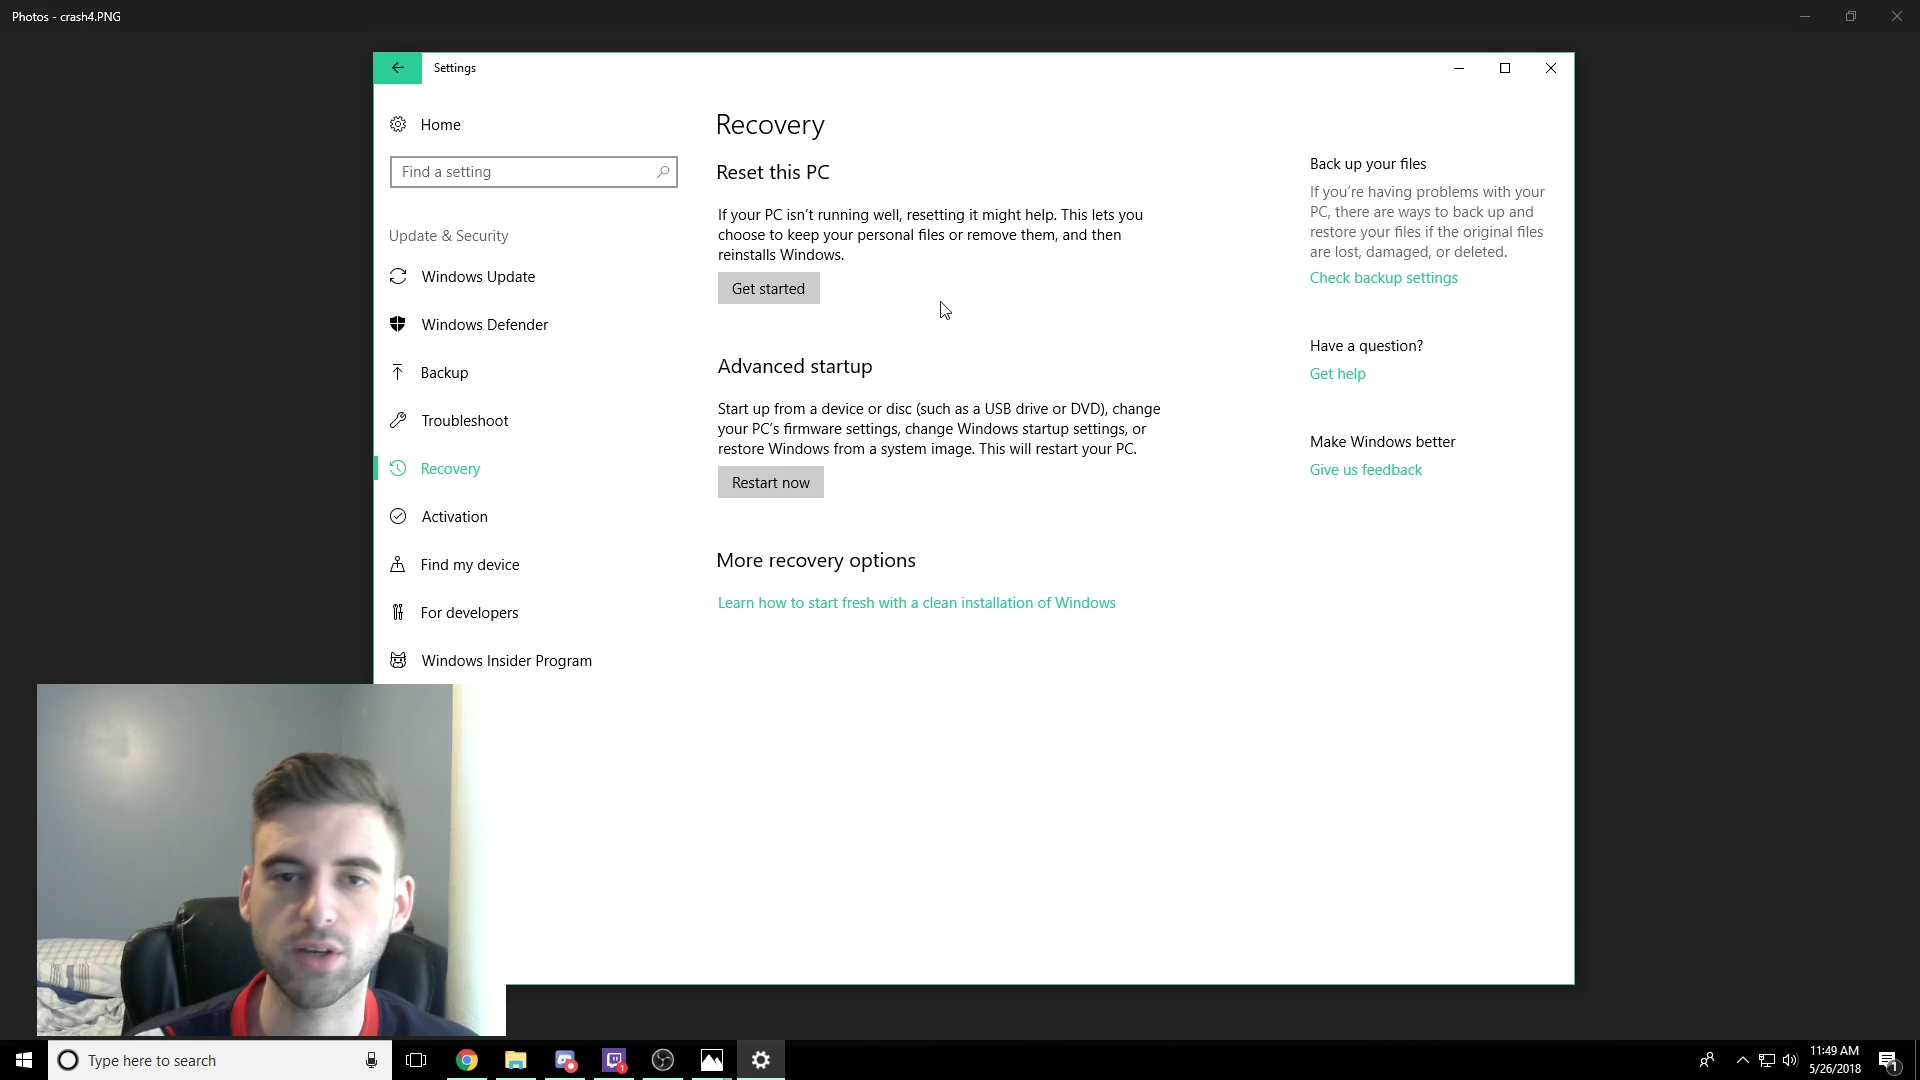 Photos - crash4.PNG
Settings
Home
Find a setting
Update & Security
Windows Update
Windows Defender
Backup
Troubleshoot
Recovery
Activation
Find my device
For developers
Windows Insider Program
Recovery
Reset this PC
If your PC isn't running well, resetting it might help. This lets you
choose to keep your personal files or remove them, and then
reinstalls Windows.
Get started
Advanced startup
Start up from a device or disc (such as a USB drive or DVD), change
your PC's firmware settings, change Windows startup settings, or
restore Windows from a system image. This will restart your PC.
Restart now
More recovery options
Learn how to start fresh with a clean installation of Windows
Back up your files
If you're having problems with your
PC, there are ways to back up and
restore your files if the original files
are lost, damaged, or deleted.
Check backup settings
Have a question?
Get help
Make Windows better
Give us feedback
Type here to search
1
11:49 AM
5/26/2018
1